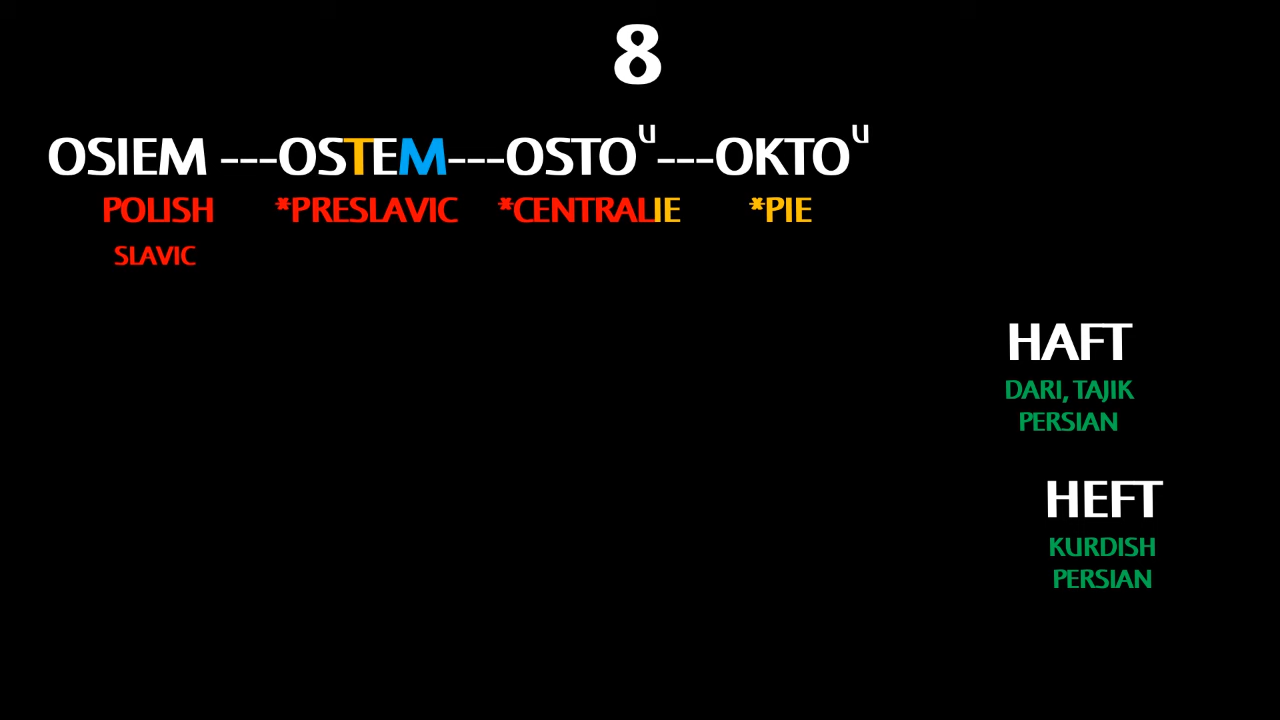 8
OSIEM ---OSTEM---OSTOᵘ---OKTOᵘ
POLISH *PRESLAVIC *CENTRALIE *PIE
SLAVIC
HAFT
DARI, TAJIK
PERSIAN
HEFT
KURDISH
PERSIAN